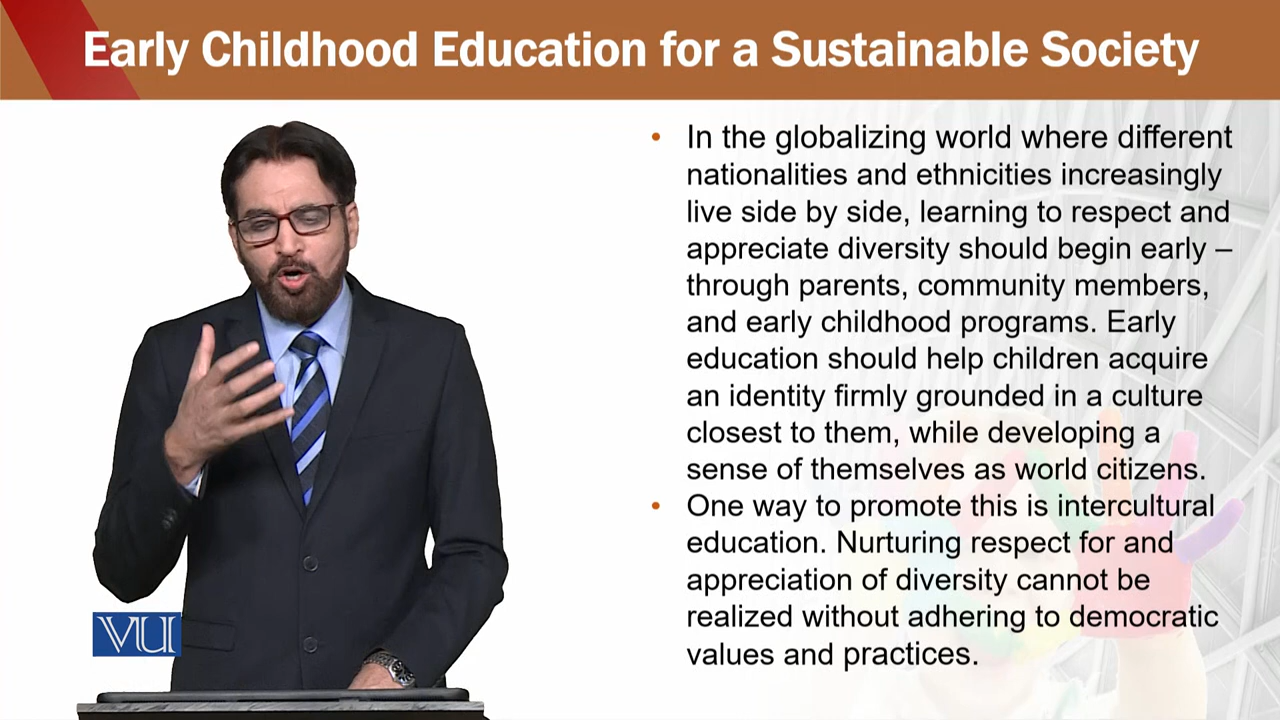 Early Childhood Education for a Sustainable Society
• In the globalizing world where different
nationalities and ethnicities increasingly
live side by side, learning to respect and
appreciate diversity should begin early –
through parents, community members,
and early childhood programs. Early
education should help children acquire
an identity firmly grounded in a culture
closest to them, while developing a
sense of themselves as world citizens.
• One way to promote this is intercultural
education. Nurturing respect for and
appreciation of diversity cannot be
realized without adhering to democratic
values and practices.
VU